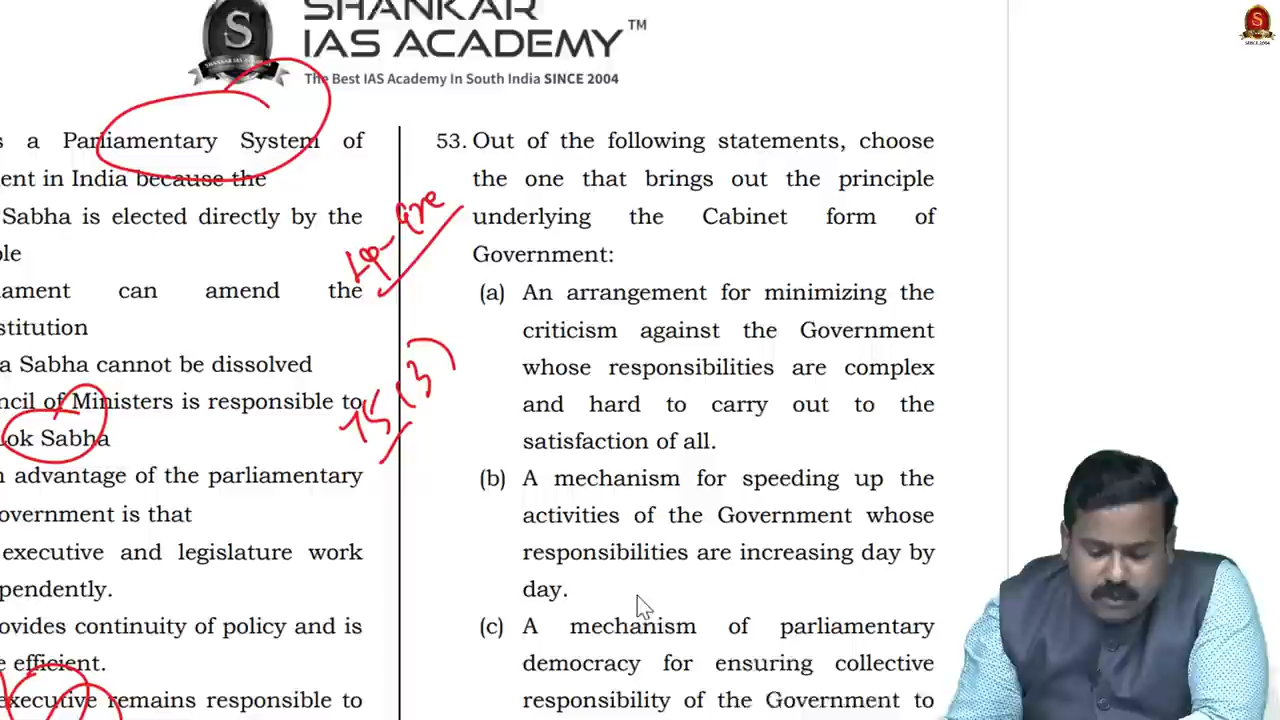 SHANKAR
IAS ACADEMY™
The Best IAS Academy In South India SINCE 2004
s a Parliamentary System of
ent in India because the
Sabha is elected directly by the
ple
iament can amend the
stitution
a Sabha cannot be dissolved
ncil of Ministers is responsible to
Lok Sabha
n advantage of the parliamentary
overnment is that
executive and legislature work
pendently.
rovides continuity of policy and is
e efficient.
executive remains responsible to
75(3)
53. Out of the following statements, choose
the one that brings out the principle
underlying the Cabinet form of
Government:
(a) An arrangement for minimizing the
criticism against the Government
whose responsibilities are complex
and hard to carry out to the
satisfaction of all.
(b) A mechanism for speeding up the
activities of the Government whose
responsibilities are increasing day by
day.
(c) A mechanism of parliamentary
democracy for ensuring collective
responsibility of the Government to
S
SINCE 2004